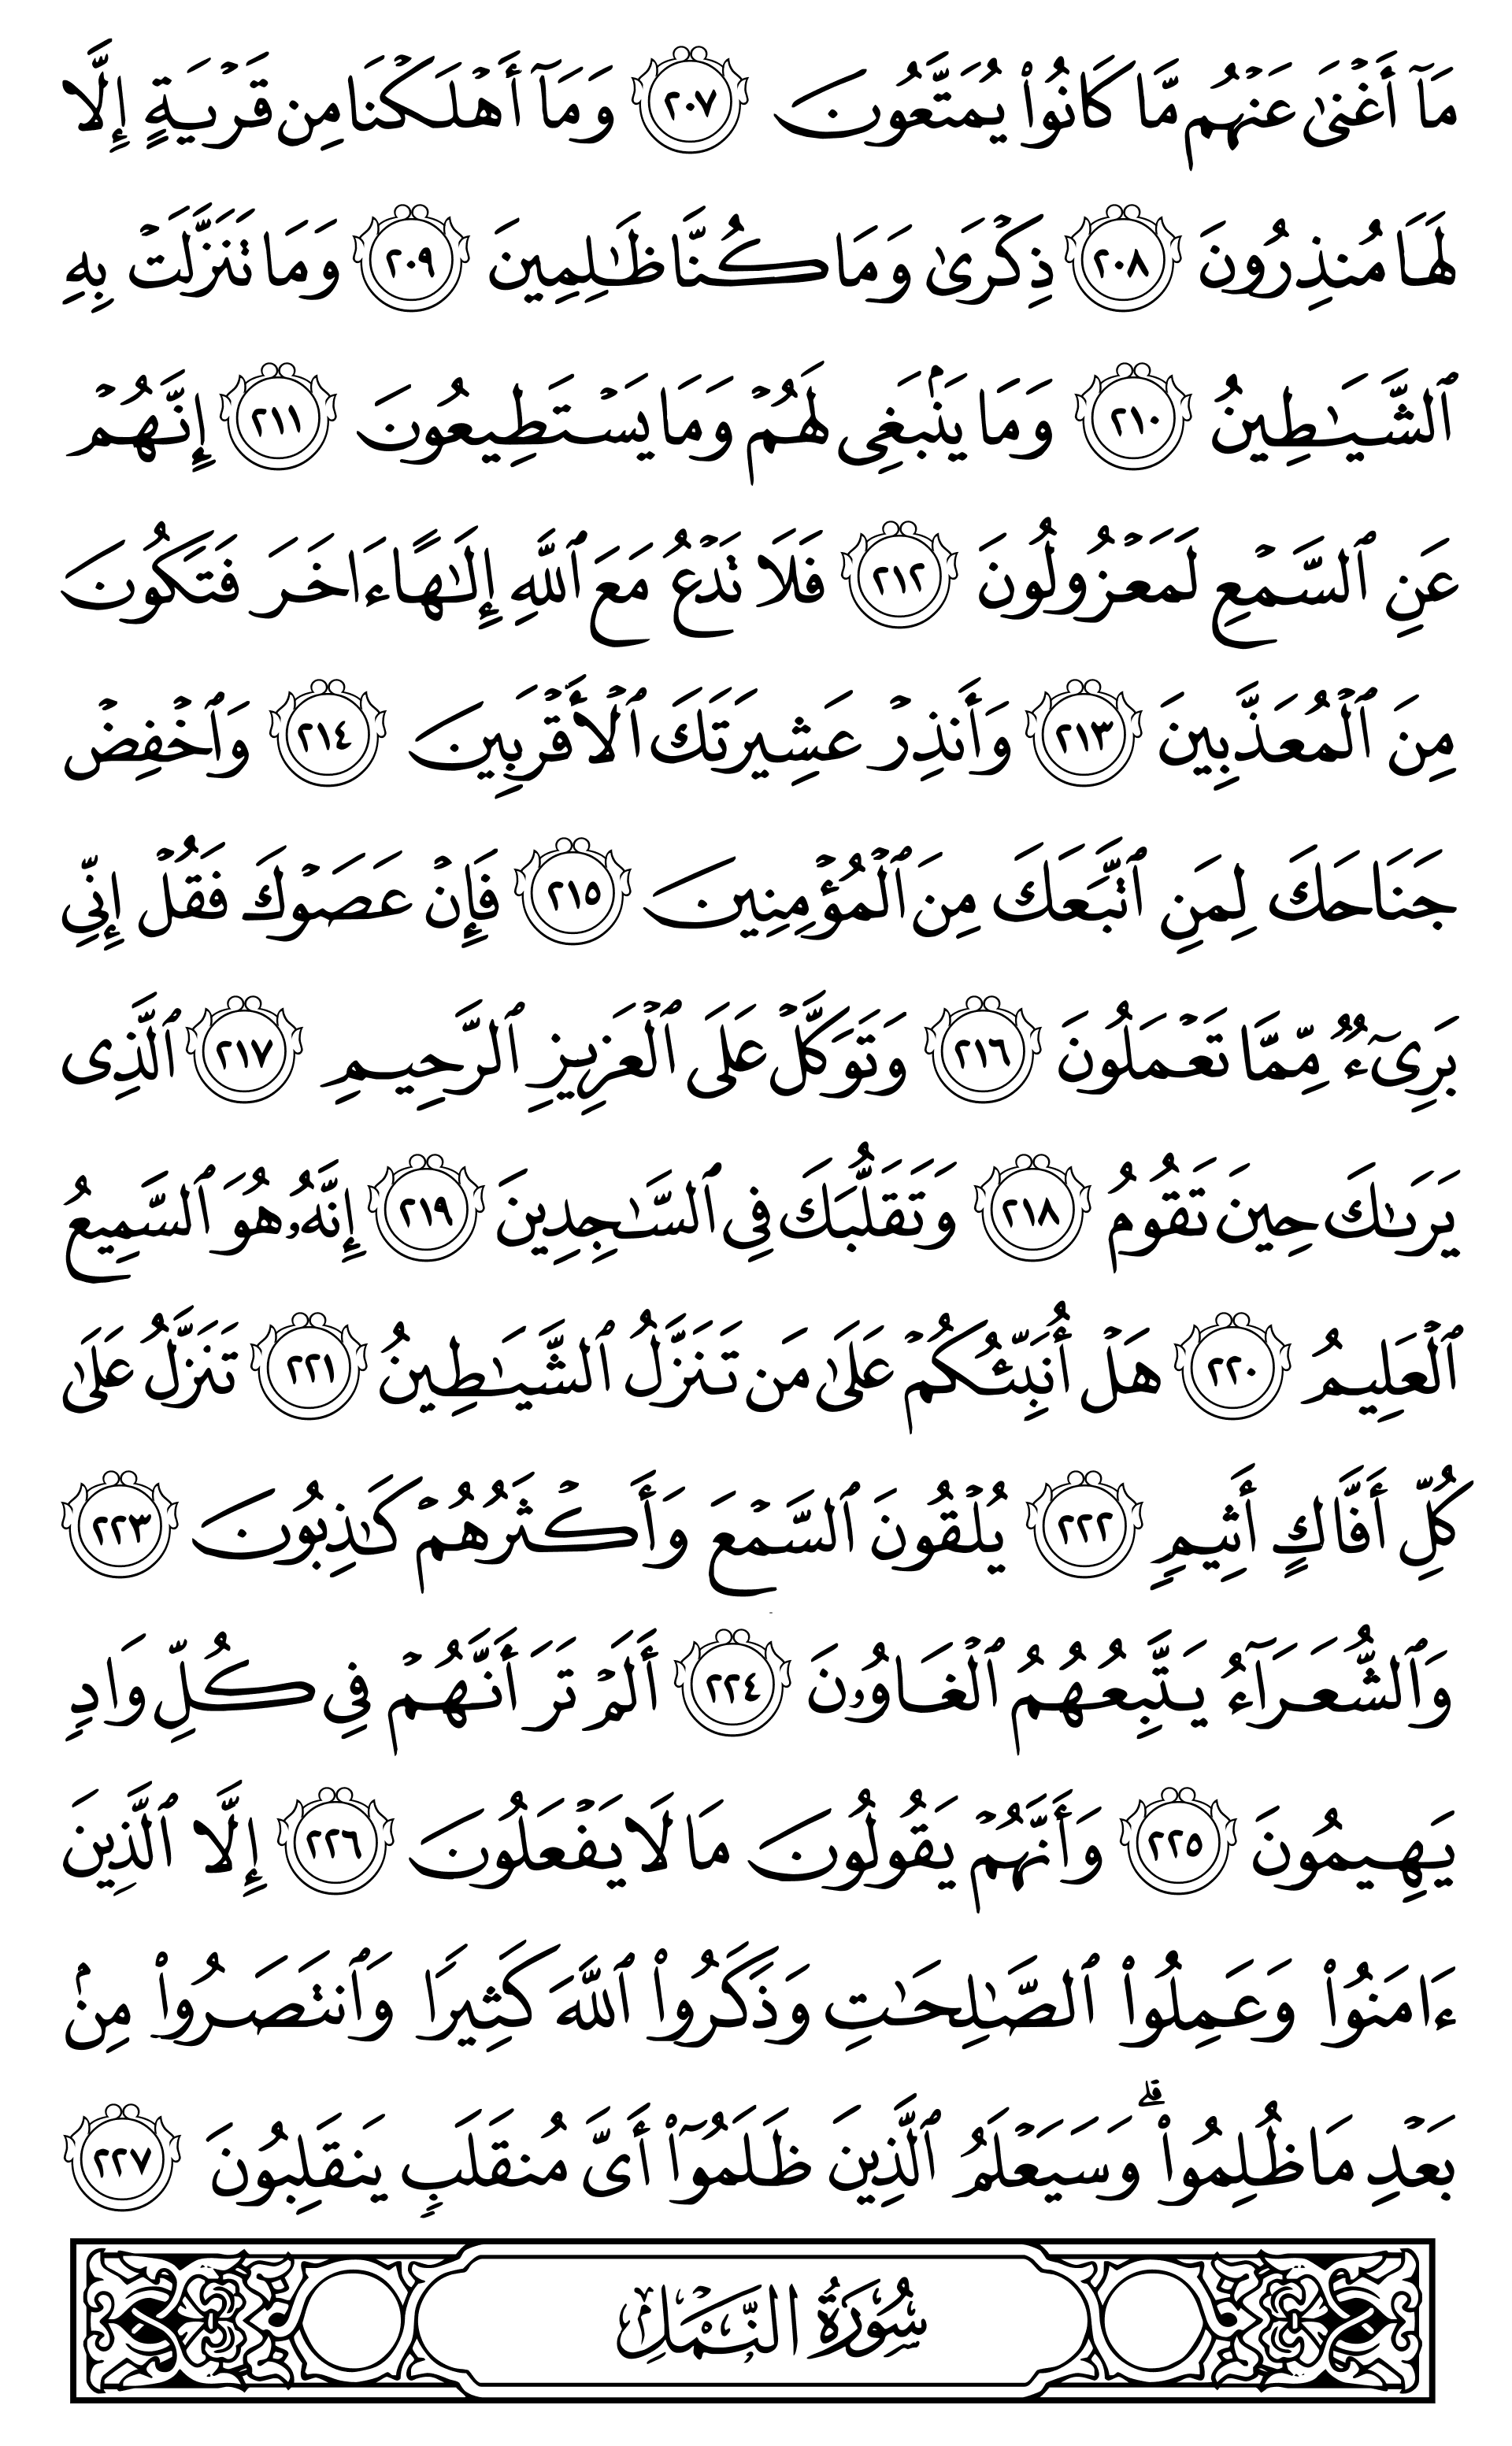 مَآ أَغۡنَىٰ عَنۡهُم مَّا كَانُواْ يُمَتَّعُونَ ٢٠٧ وَمَآ أَهۡلَكۡنَا مِن قَرۡيَةٍ إِلَّا
لَهَا مُنذِرُونَ ٢٠٨ ذِكۡرَىٰ وَمَا كُنَّا ظَٰلِمِينَ ٢٠٩ وَمَا تَنَزَّلَتۡ بِهِ
ٱلشَّيَٰطِينُ ٢١٠ وَمَا يَنۢبَغِي لَهُمۡ وَمَا يَسۡتَطِيعُونَ ٢١١ إِنَّهُمۡ
عَنِ ٱلسَّمۡعِ لَمَعۡزُولُونَ ٢١٢ فَلَا تَدۡعُ مَعَ ٱللَّهِ إِلَٰهًا ءَاخَرَ فَتَكُونَ
مِنَ ٱلۡمُعَذَّبِينَ ٢١٣ وَأَنذِرۡ عَشِيرَتَكَ ٱلۡأَقۡرَبِينَ ٢١٤ وَٱخۡفِضۡ
جَنَاحَكَ لِمَنِ ٱتَّبَعَكَ مِنَ ٱلۡمُؤۡمِنِينَ ٢١٥ فَإِنۡ عَصَوۡكَ فَقُلۡ إِنِّي
بَرِيٓءٞ مِّمَّا تَعۡمَلُونَ ٢١٦ وَتَوَكَّلۡ عَلَى ٱلۡعَزِيزِ ٱلرَّحِيمِ ٢١٧ ٱلَّذِي
يَرَىٰكَ حِينَ تَقُومُ ٢١٨ وَتَقَلُّبَكَ فِي ٱلسَّٰجِدِينَ ٢١٩ إِنَّهُۥ هُوَ ٱلسَّمِيعُ
ٱلۡعَلِيمُ ٢٢٠ هَلۡ أُنَبِّئُكُمۡ عَلَىٰ مَن تَنَزَّلُ ٱلشَّيَٰطِينُ ٢٢١ تَنَزَّلُ عَلَىٰ
كُلِّ أَفَّاكٍ أَثِيمٖ ٢٢٢ يُلۡقُونَ ٱلسَّمۡعَ وَأَكۡثَرُهُمۡ كَٰذِبُونَ ٢٢٣
وَٱلشُّعَرَآءُ يَتَّبِعُهُمُ ٱلۡغَاوُۥنَ ٢٢٤ أَلَمۡ تَرَ أَنَّهُمۡ فِي كُلِّ وَادٖ
يَهِيمُونَ ٢٢٥ وَأَنَّهُمۡ يَقُولُونَ مَا لَا يَفۡعَلُونَ ٢٢٦ إِلَّا ٱلَّذِينَ
ءَامَنُواْ وَعَمِلُواْ ٱلصَّٰلِحَٰتِ وَذَكَرُواْ ٱللَّهَ كَثِيرٗا وَٱنتَصَرُواْ مِنۢ
بَعۡدِ مَا ظُلِمُواْۗ وَسَيَعۡلَمُ ٱلَّذِينَ ظَلَمُوٓاْ أَيَّ مُنقَلَبٖ يَنقَلِبُونَ ٢٢٧
سُورَةُ النَّمۡلِ